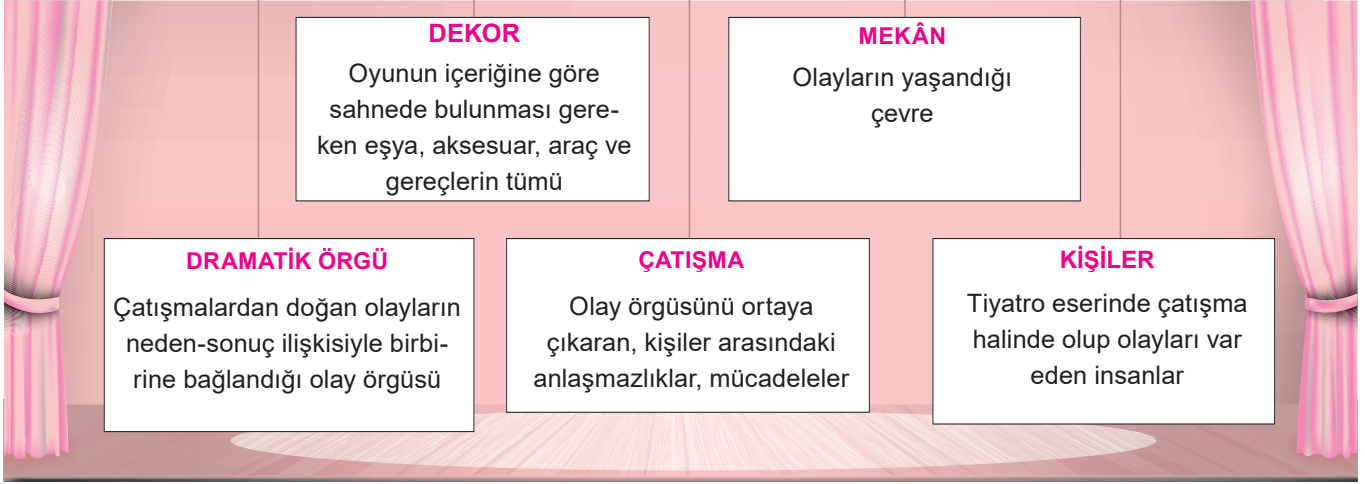 DEKOR
Oyunun içeriğine göre
sahnede bulunması gere-
ken eşya, aksesuar, araç ve
gereçlerin tümü
MEKÂN
Olayların yaşandığı
çevre
DRAMATİK ÖRGÜ
Çatışmalardan doğan olayların
neden-sonuç ilişkisiyle birbi-
rine bağlandığı olay örgüsü
ÇATIŞMA
Olay örgüsünü ortaya
çıkaran, kişiler arasındaki
anlaşmazlıklar, mücadeleler
KİŞİLER
Tiyatro eserinde çatışma
halinde olup olayları var
eden insanlar